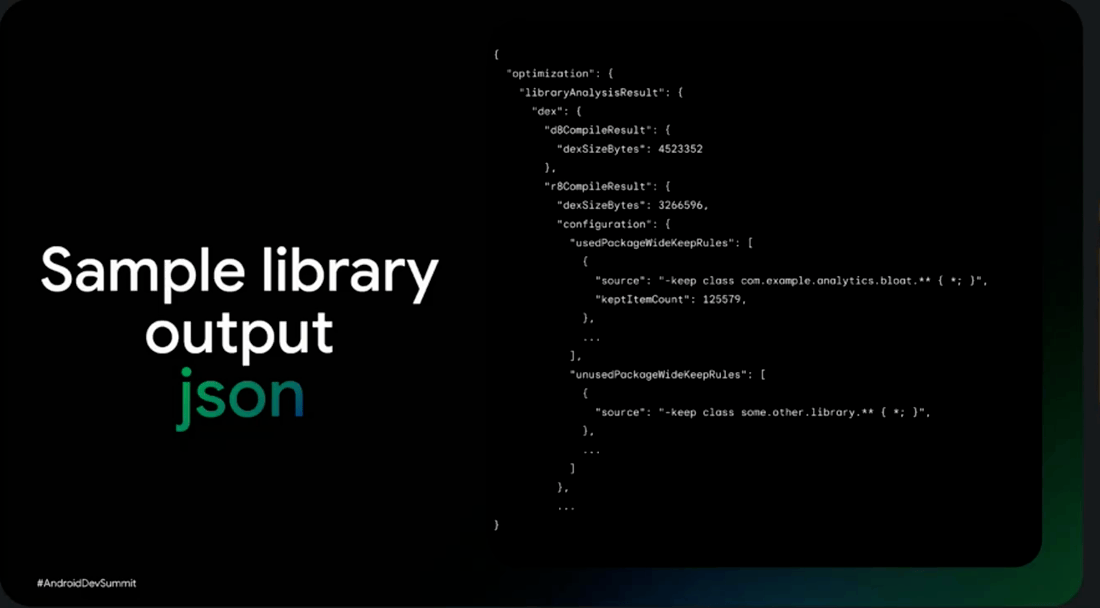 Sample library
output
json
{
  "optimization": {
    "libraryAnalysisResult": {
      "dex": {
        "d8CompileResult": {
          "dexSizeBytes": 4523352
        },
        "r8CompileResult": {
          "dexSizeBytes": 3266596,
          "configuration": {
            "usedPackageWideKeepRules": [
              {
                "source": "-keep class com.example.analytics.bloat.** { *; }",
                "keptItemCount": 125579,
              },
              ...
            ],
            "unusedPackageWideKeepRules": [
              {
                "source": "-keep class some.other.library.** { *; }",
              },
              ...
            ]
          },
          ...
}
#AndroidDevSummit